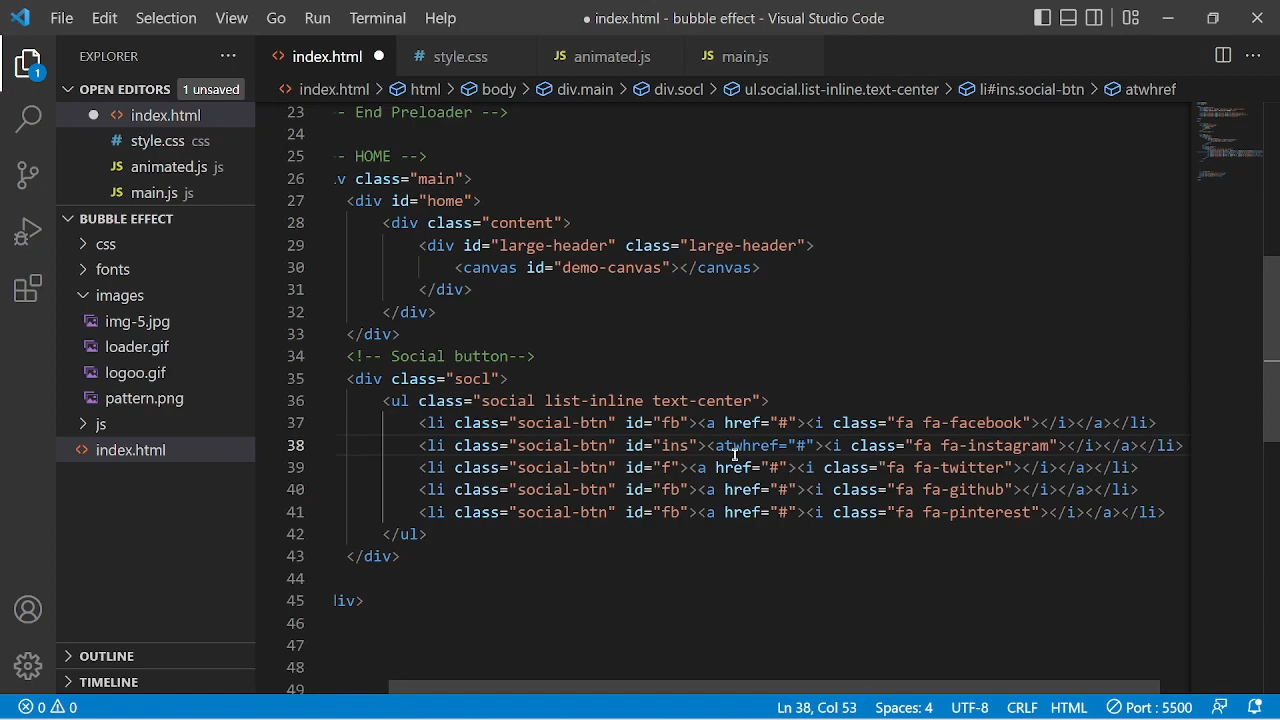 File Edit Selection View Go Run Terminal Help ● index.html - bubble effect - Visual Studio Code
EXPLORER ··· index.html style.css animated.js main.js
OPEN EDITORS 1 unsaved
index.html html body div.main div.socl ul.social.list-inline.text-center li#ins.social-btn atwhref
index.html
style.css css
animated.js js
main.js js
BUBBLE EFFECT
css
fonts
images
img-5.jpg
loader.gif
logoo.gif
pattern.png
js
index.html
OUTLINE
TIMELINE
1
23 - End Preloader -->
24
25 - HOME -->
26 v class="main">
27 <div id="home">
28 <div class="content">
29 <div id="large-header" class="large-header">
30 <canvas id="demo-canvas"></canvas>
31 </div>
32 </div>
33 </div>
34 <!-- Social button-->
35 <div class="socl">
36 <ul class="social list-inline text-center">
37 <li class="social-btn" id="fb"><a href="#"><i class="fa fa-facebook"></i></a></li>
38 <li class="social-btn" id="ins"><atwhref="#"><i class="fa fa-instagram"></i></a></li>
39 <li class="social-btn" id="f"><a href="#"><i class="fa fa-twitter"></i></a></li>
40 <li class="social-btn" id="fb"><a href="#"><i class="fa fa-github"></i></a></li>
41 <li class="social-btn" id="fb"><a href="#"><i class="fa fa-pinterest"></i></a></li>
42 </ul>
43 </div>
44
45 iv>
46
47
48
49
0 0 Ln 38, Col 53 Spaces: 4 UTF-8 CRLF HTML Port : 5500